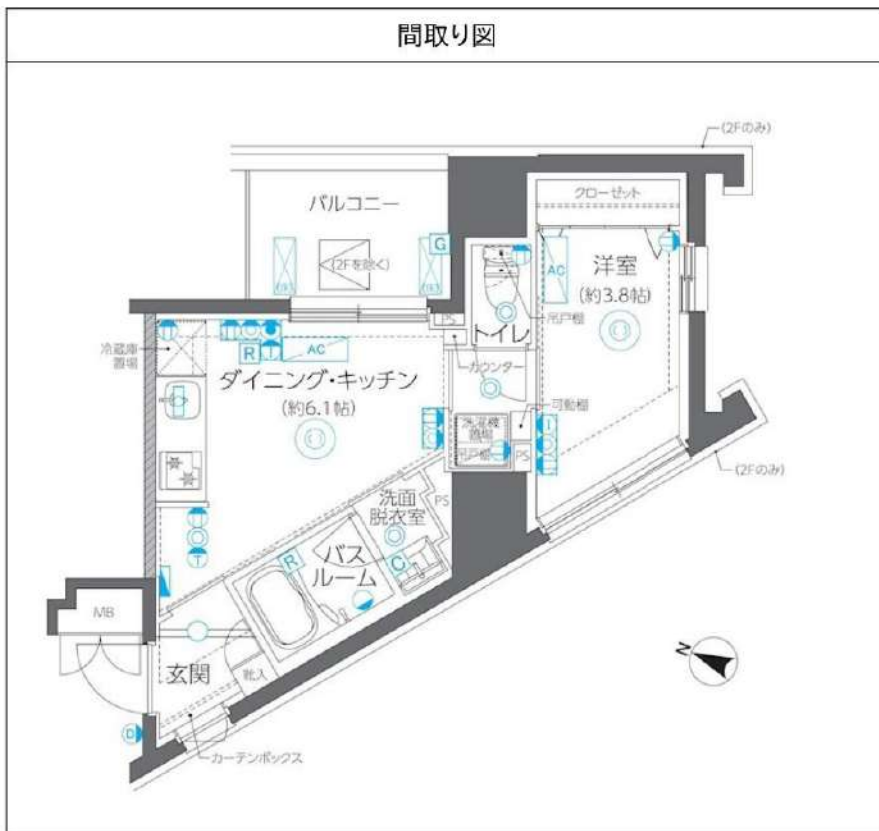 間取り図
(2Fのみ)
バルコニー
クローゼット
G
(2Fを除く)
AC
洋室
(約3.8帖)
PS
トイレ
吊戸棚
冷蔵庫
置場
R
AC
カウンター
ダイニング・キッチン
(約6.1帖)
可動棚
洗濯機
置場
吊戸棚
PS
(2Fのみ)
洗面
脱衣室
PS
R
バス
ルーム
C
T
MB
N
玄関
靴入
D
カーテンボックス